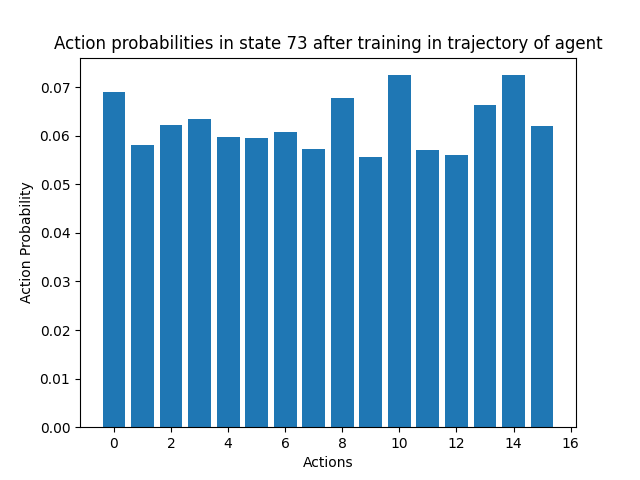 Action probabilities in state 73 after training in trajectory of agent
0.07
0.06
0.05
0.04
0.03
0.02
0.01
0.00
Action Probability
0 2 4 6 8 10 12 14 16
Actions